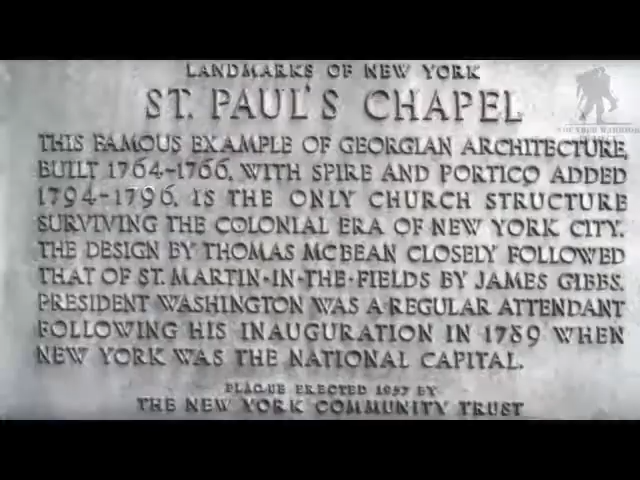 LANDMARKS OF NEW YORK
ST. PAUL'S CHAPEL
THIS FAMOUS EXAMPLE OF GEORGIAN ARCHITECTURE,
BUILT 1764-1766, WITH SPIRE AND PORTICO ADDED
1794-1796, IS THE ONLY CHURCH STRUCTURE
SURVIVING THE COLONIAL ERA OF NEW YORK CITY.
THE DESIGN BY THOMAS MCBEAN CLOSELY FOLLOWED
THAT OF ST. MARTIN-IN-THE-FIELDS BY JAMES GIBBS.
PRESIDENT WASHINGTON WAS A REGULAR ATTENDANT
FOLLOWING HIS INAUGURATION IN 1789 WHEN
NEW YORK WAS THE NATIONAL CAPITAL.
PLAQUE ERECTED 1957 BY
THE NEW YORK COMMUNITY TRUST
WOUNDED WARRIOR